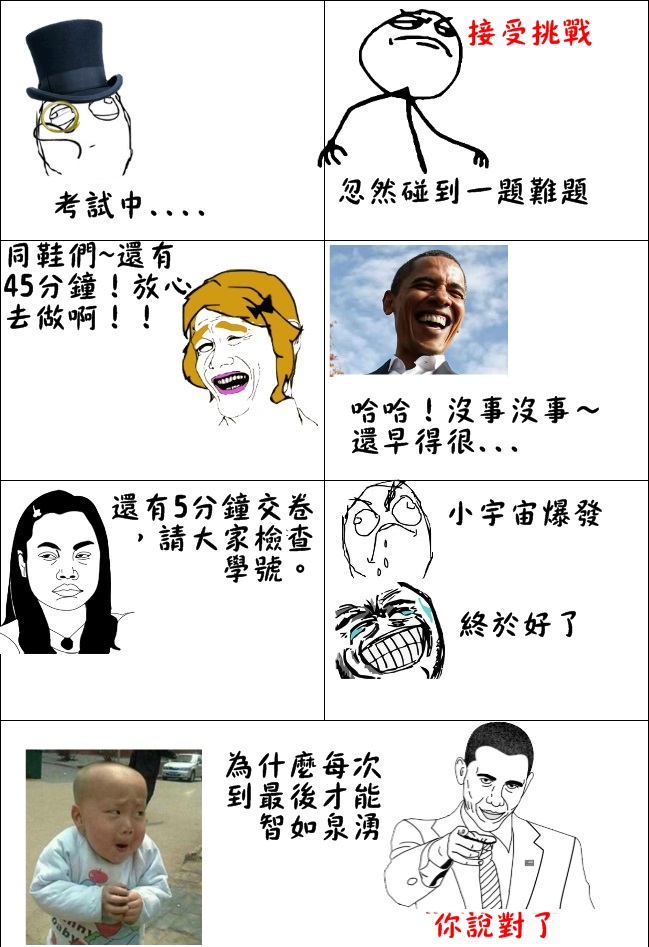 接受挑戰
考試中....
忽然碰到一題難題
同鞋們~還有
45分鐘！放心
去做啊！！
哈哈！沒事沒事~
還早得很...
還有5分鐘交卷
，請大家檢查
學號。
小宇宙爆發
終於好了
為什麼每次
到最後才能
智如泉湧
你說對了